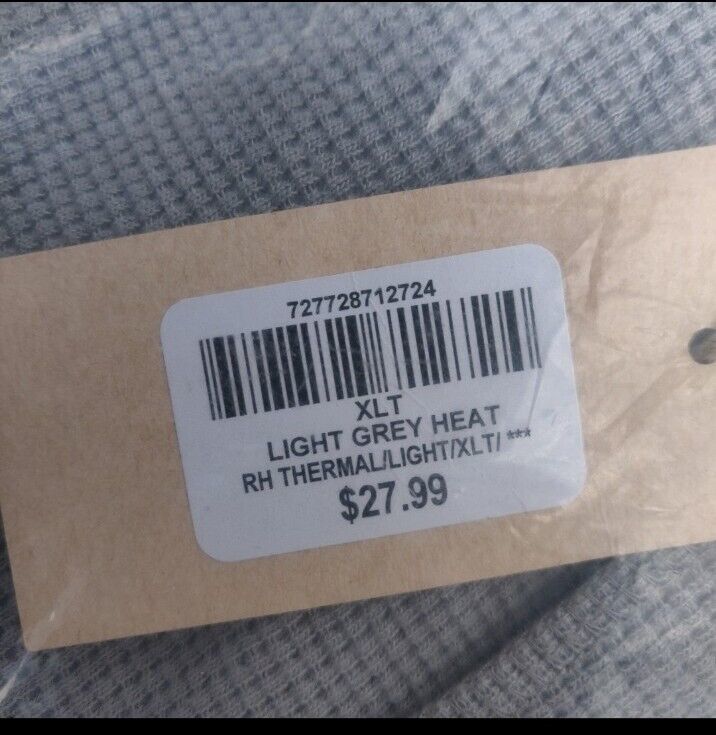 727728712724
XLT
LIGHT GREY HEAT
RH THERMAL/LIGHT/XLT/ ***
$27.99